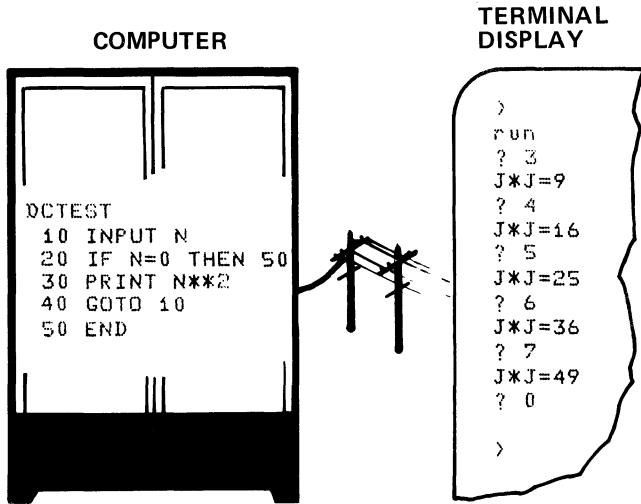 COMPUTER
DCTEST
10 INPUT N
20 IF N=0 THEN 50
30 PRINT N**2
40 GOTO 10
50 END
TERMINAL
DISPLAY
>
run
? 3
J*J=9
? 4
J*J=16
? 5
J*J=25
? 6
J*J=36
? 7
J*J=49
? 0
>